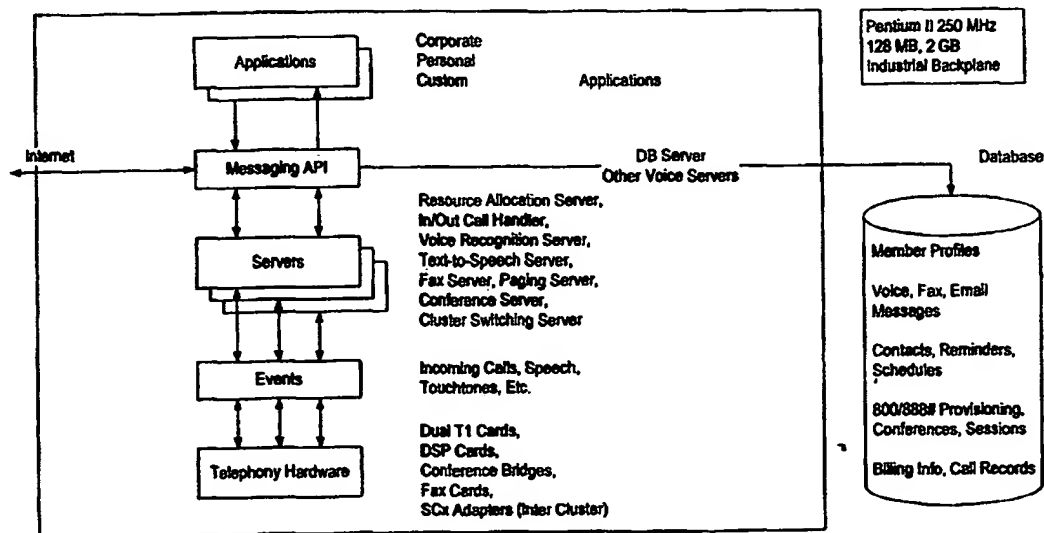 Applications
Corporate
Personal
Custom
Applications
Pentium II 250 MHz
128 MB, 2 GB
Industrial Backplane
Internet
Messaging API
DB Server
Other Voice Servers
Database
Resource Allocation Server,
In/Out Call Handler,
Voice Recognition Server,
Text-to-Speech Server,
Fax Server, Paging Server,
Conference Server,
Cluster Switching Server
Servers
Events
Incoming Calls, Speech,
Touchtones, Etc.
Telephony Hardware
Dual T1 Cards,
DSP Cards,
Conference Bridges,
Fax Cards,
SCx Adapters (Inter Cluster)
Member Profiles
Voice, Fax, Email
Messages
Contacts, Reminders,
Schedules
800/888# Provisioning,
Conferences, Sessions
Billing Info, Call Records